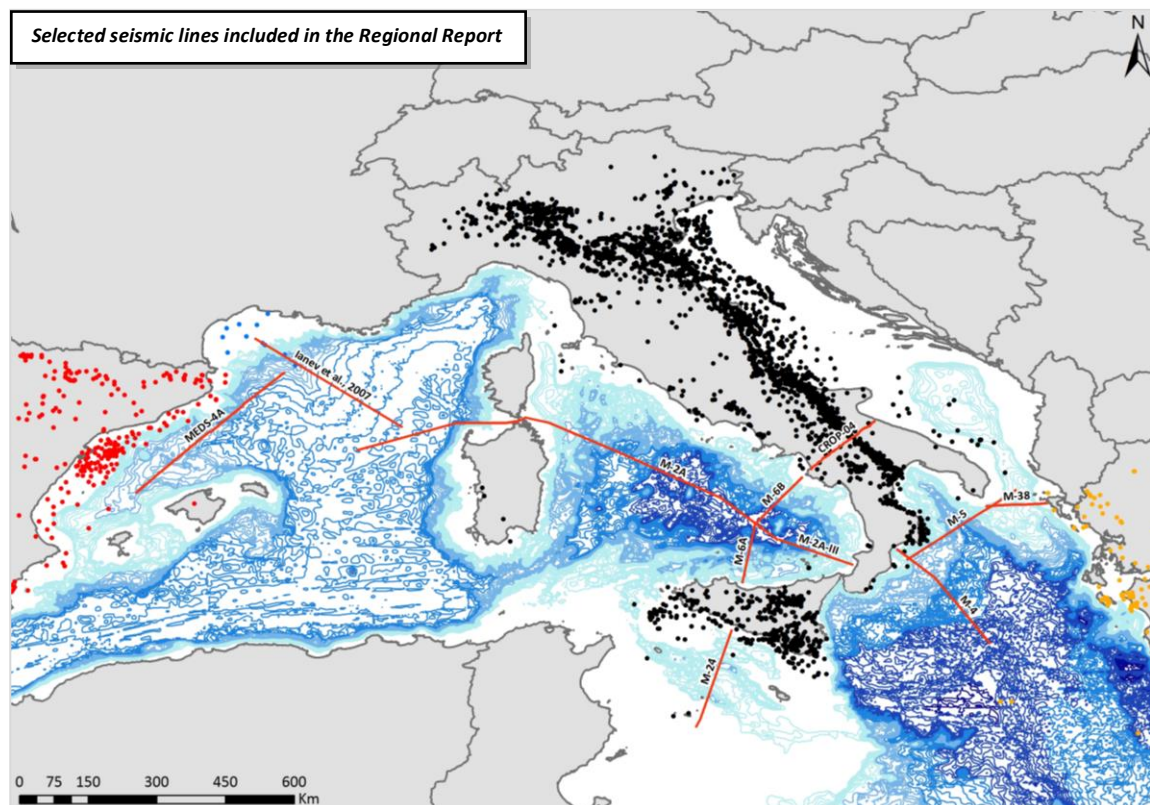 Selected seismic lines included in the Regional Report
N
Ianev et al., 2007
MEDS-4A
CROP-04
M-2A
M-6B
M-38
M-5
M-6A
M-2A-III
M-4
M-24
0 75 150 300 450 600
Km